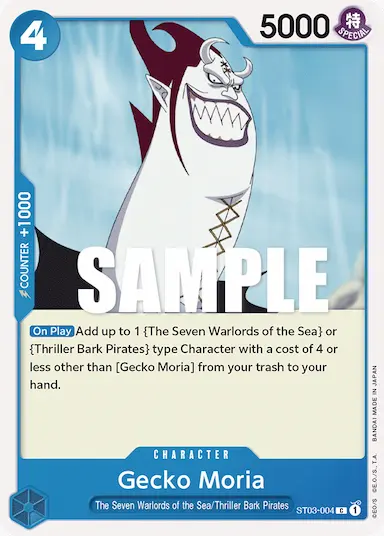 4
5000
特
SPECIAL
COUNTER +1000
SAMPLE
On Play Add up to 1 {The Seven Warlords of the Sea} or
{Thriller Bark Pirates} type Character with a cost of 4 or
less other than [Gecko Moria] from your trash to your
hand.
CHARACTER
Gecko Moria
The Seven Warlords of the Sea/Thriller Bark Pirates
ST03-004 C 1
©E.O/S. ©E.O./S.,T.A. BANDAI MADE IN JAPAN